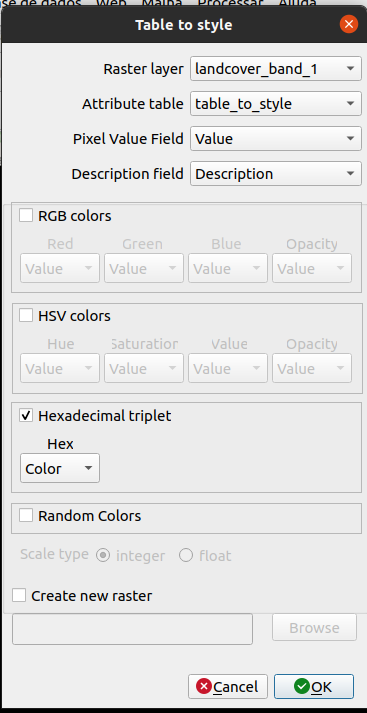 se de dados Web Malha Processar Ajuda
Table to style
Raster layer landcover_band_1
Attribute table table_to_style
Pixel Value Field Value
Description field Description
RGB colors
Red Green Blue Opacity
Value Value Value Value
HSV colors
Hue Saturation Value Opacity
Value Value Value Value
Hexadecimal triplet
Hex
Color
Random Colors
Scale type integer float
Create new raster
Browse
Cancel OK